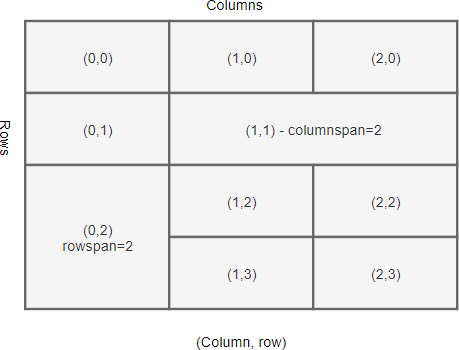 Columns
(0,0)
(1,0)
(2,0)
Rows
(0,1)
(1,1) - columnspan=2
(0,2)
rowspan=2
(1,2)
(2,2)
(1,3)
(2,3)
(Column, row)